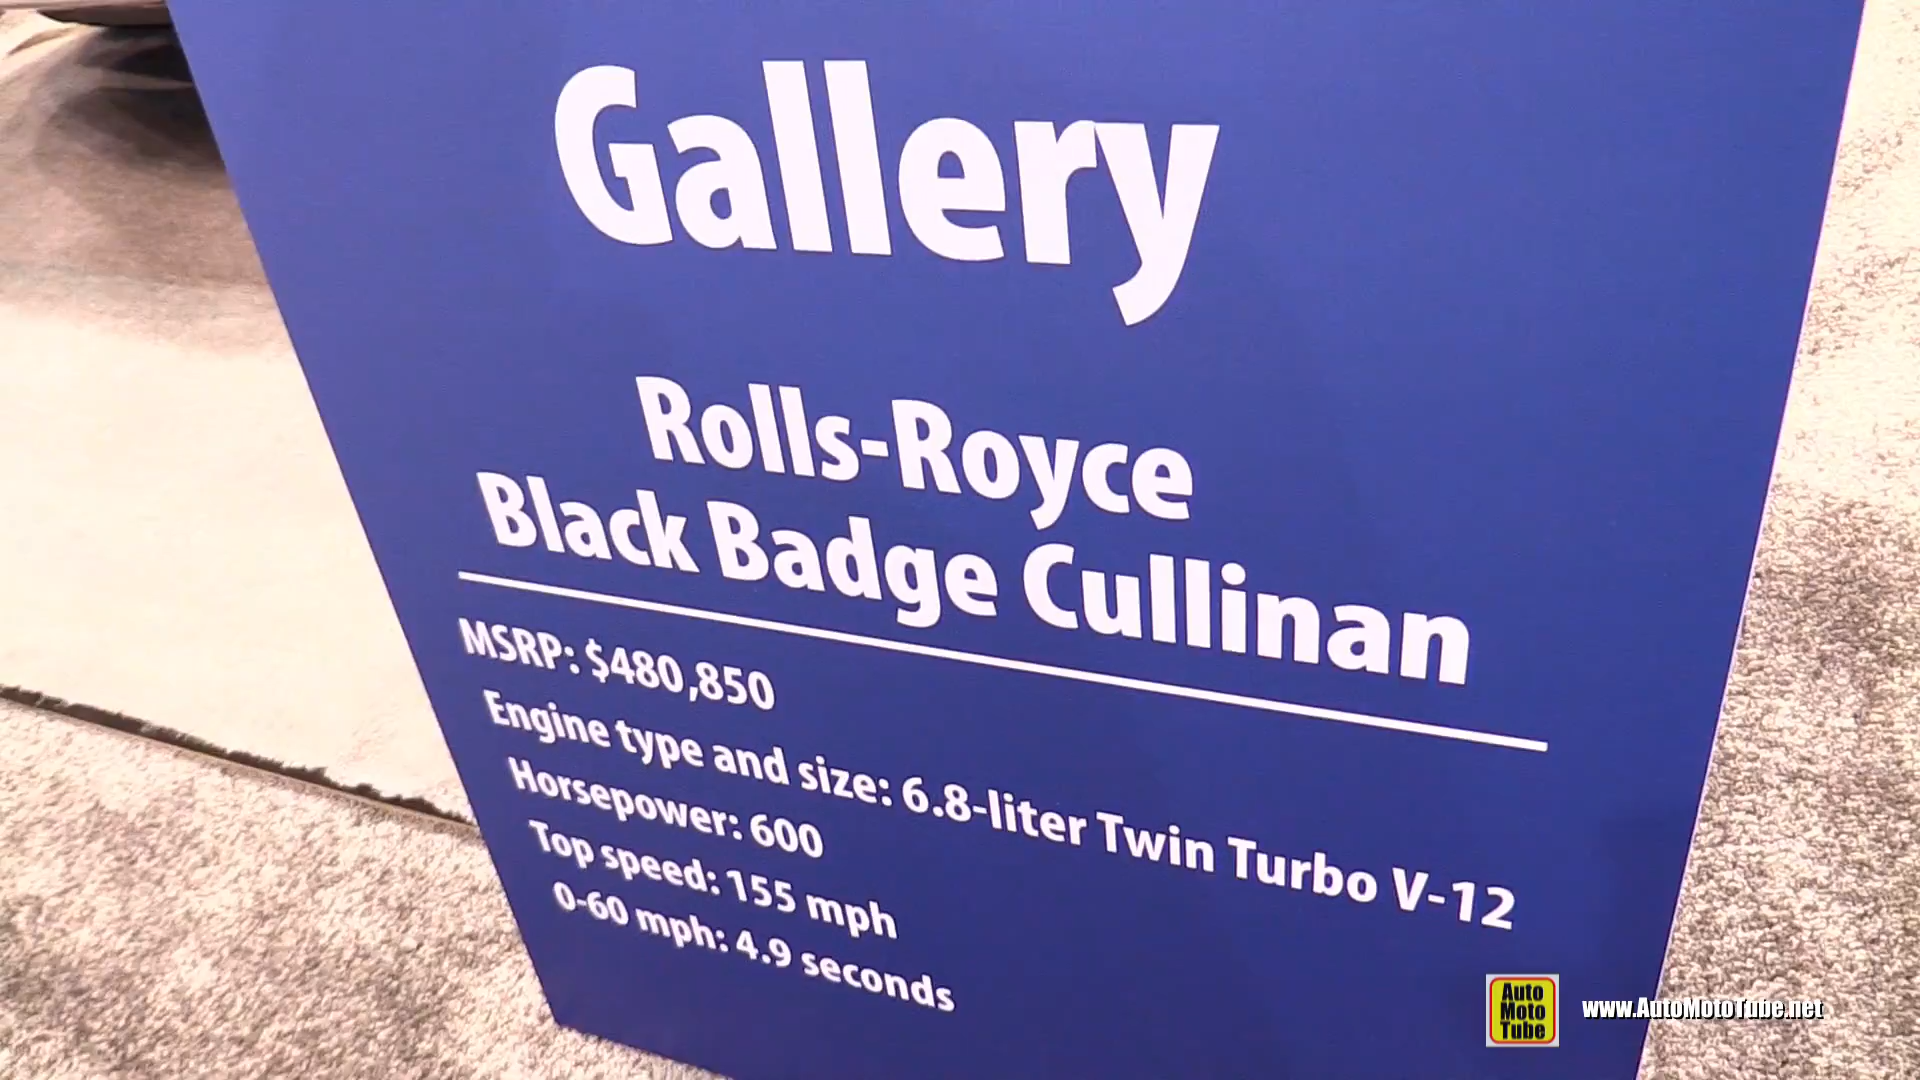 Gallery
Rolls-Royce
Black Badge Cullinan
MSRP: $480,850
Engine type and size: 6.8-liter Twin Turbo V-12
Horsepower: 600
Top speed: 155 mph
0-60 mph: 4.9 seconds
Auto
Moto
Tube
www.AutoMotoTube.net